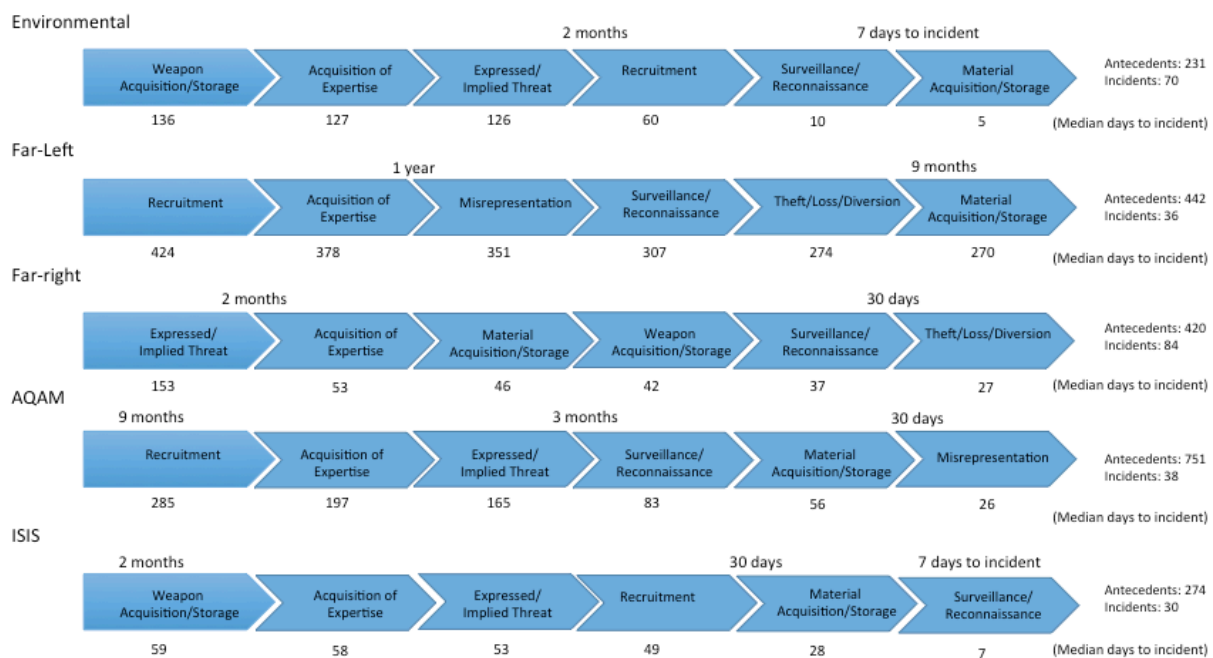 Environmental
2 months
7 days to incident
Weapon
Acquisition/Storage
Acquisition of
Expertise
Expressed/
Implied Threat
Recruitment
Surveillance/
Reconnaissance
Material
Acquisition/Storage
Antecedents: 231
Incidents: 70
136
127
126
60
10
5
(Median days to incident)
Far-Left
1 year
9 months
Recruitment
Acquisition of
Expertise
Misrepresentation
Surveillance/
Reconnaissance
Theft/Loss/Diversion
Material
Acquisition/Storage
Antecedents: 442
Incidents: 36
424
378
351
307
274
270
(Median days to incident)
Far-right
2 months
30 days
Expressed/
Implied Threat
Acquisition of
Expertise
Material
Acquisition/Storage
Weapon
Acquisition/Storage
Surveillance/
Reconnaissance
Theft/Loss/Diversion
Antecedents: 420
Incidents: 84
153
53
46
42
37
27
(Median days to incident)
AQAM
9 months
3 months
30 days
Recruitment
Acquisition of
Expertise
Expressed/
Implied Threat
Surveillance/
Reconnaissance
Material
Acquisition/Storage
Misrepresentation
Antecedents: 751
Incidents: 38
285
197
165
83
56
26
(Median days to incident)
ISIS
2 months
30 days
7 days to incident
Weapon
Acquisition/Storage
Acquisition of
Expertise
Expressed/
Implied Threat
Recruitment
Material
Acquisition/Storage
Surveillance/
Reconnaissance
Antecedents: 274
Incidents: 30
59
58
53
49
28
7
(Median days to incident)